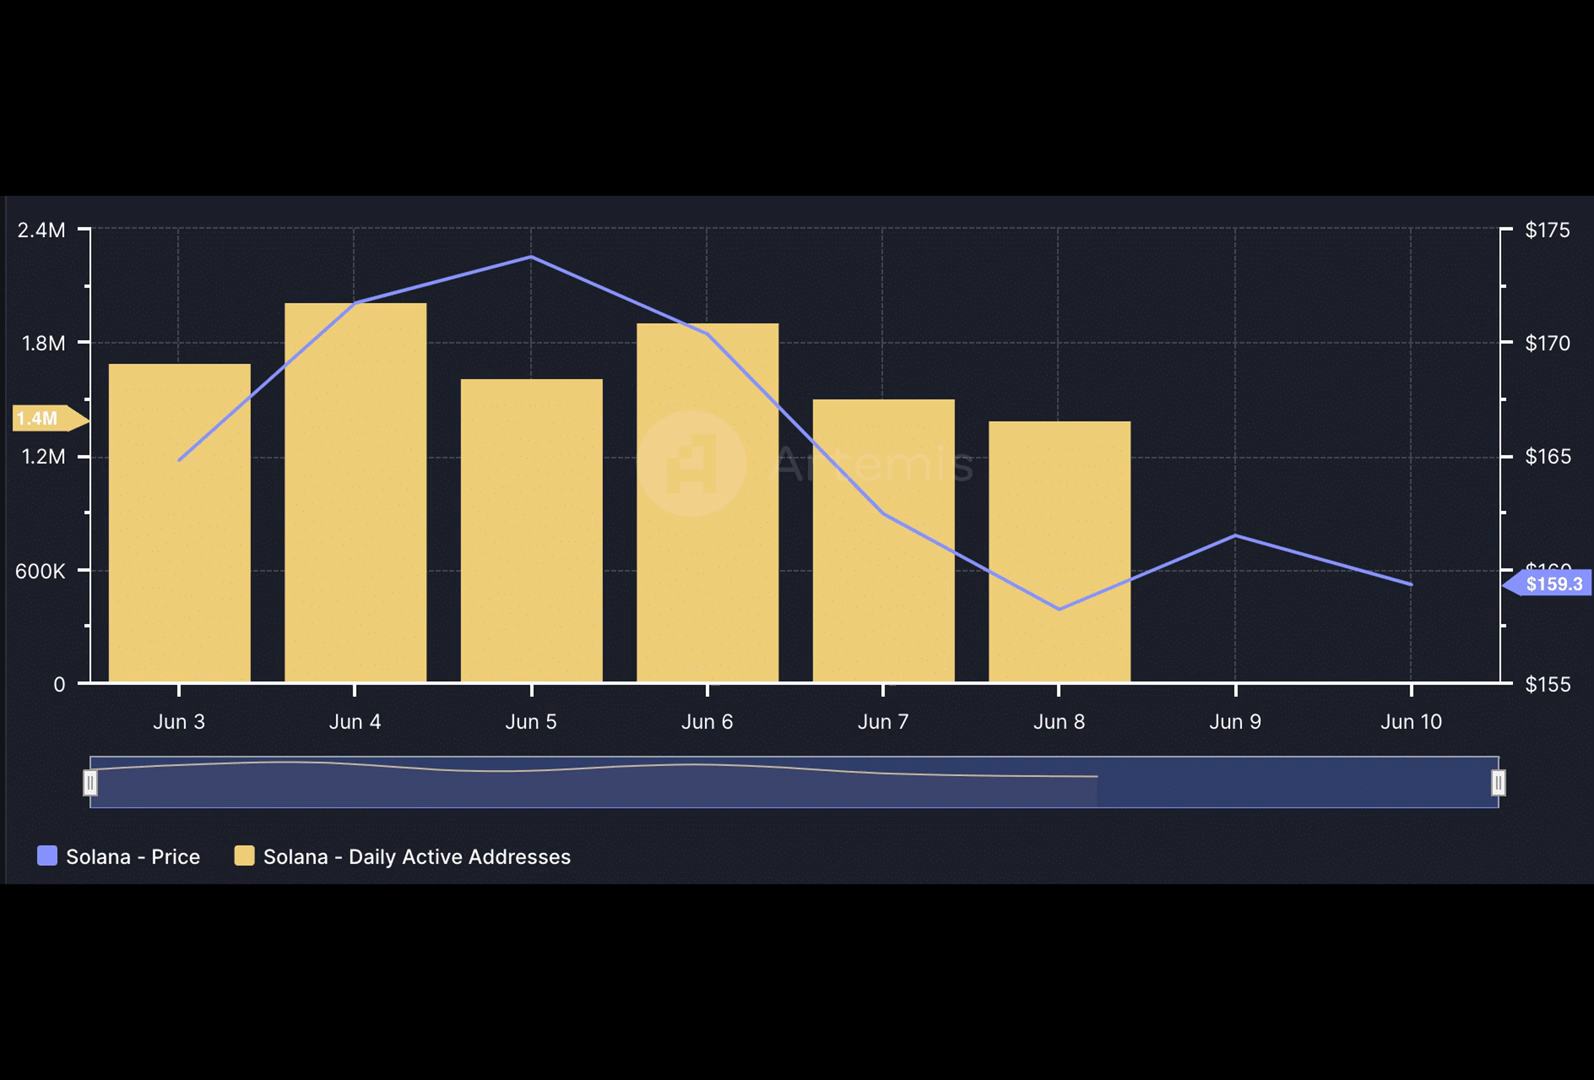 2.4M
1.8M
1.4M
1.2M
600K
0
$175
$170
$165
$160
$159.3
$155
Artemis
Jun 3 Jun 4 Jun 5 Jun 6 Jun 7 Jun 8 Jun 9 Jun 10
Solana - Price Solana - Daily Active Addresses